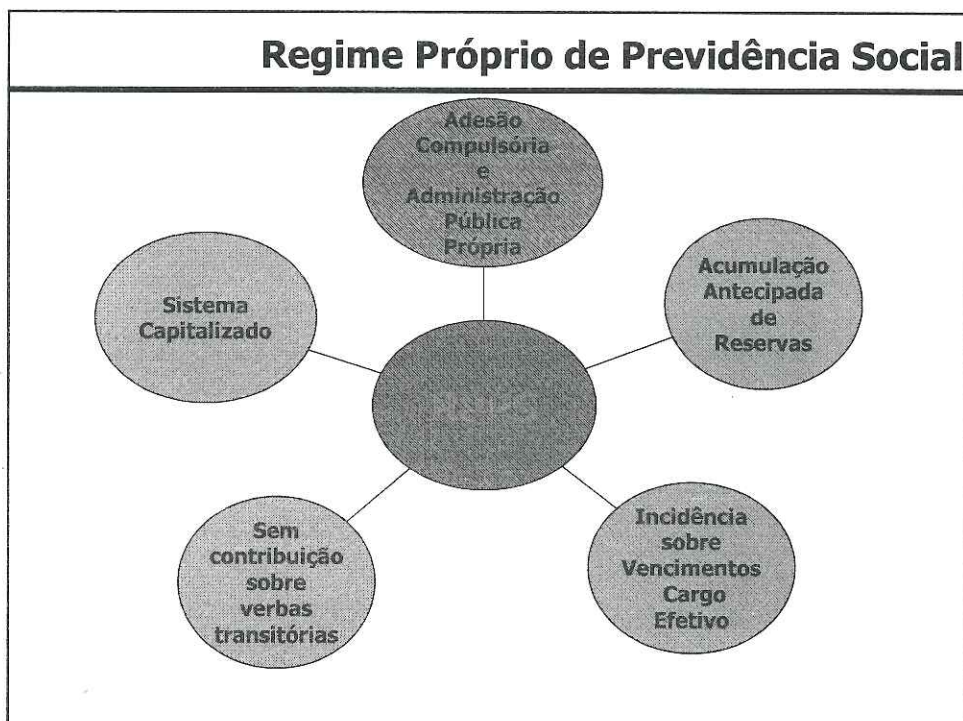 Regime Próprio de Previdência Social
Adesão
Compulsória
e
Administração
Pública
Própria
Acumulação
Antecipada
de
Reservas
Sistema
Capitalizado
Sem
contribuição
sobre
verbas
transitórias
Incidência
sobre
Vencimentos
Cargo
Efetivo